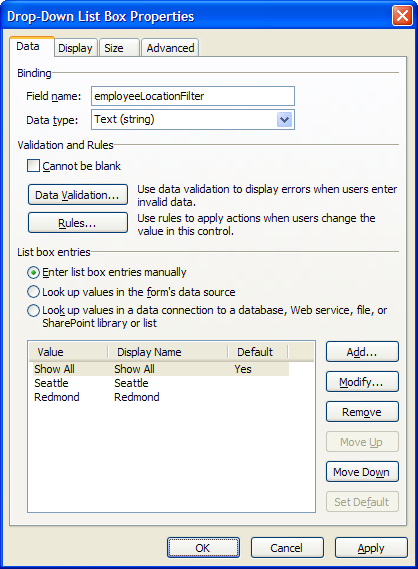 Drop-Down List Box Properties
Data Display Size Advanced
Binding
Field name: employeeLocationFilter
Data type: Text (string)
Validation and Rules
Cannot be blank
Data Validation... Use data validation to display errors when users enter
invalid data.
Rules... Use rules to apply actions when users change the
value in this control.
List box entries
Enter list box entries manually
Look up values in the form's data source
Look up values in a data connection to a database, Web service, file, or
SharePoint library or list
Value Display Name Default
Show All Show All Yes
Seattle Seattle
Redmond Redmond
Add...
Modify...
Remove
Move Up
Move Down
Set Default
OK Cancel Apply